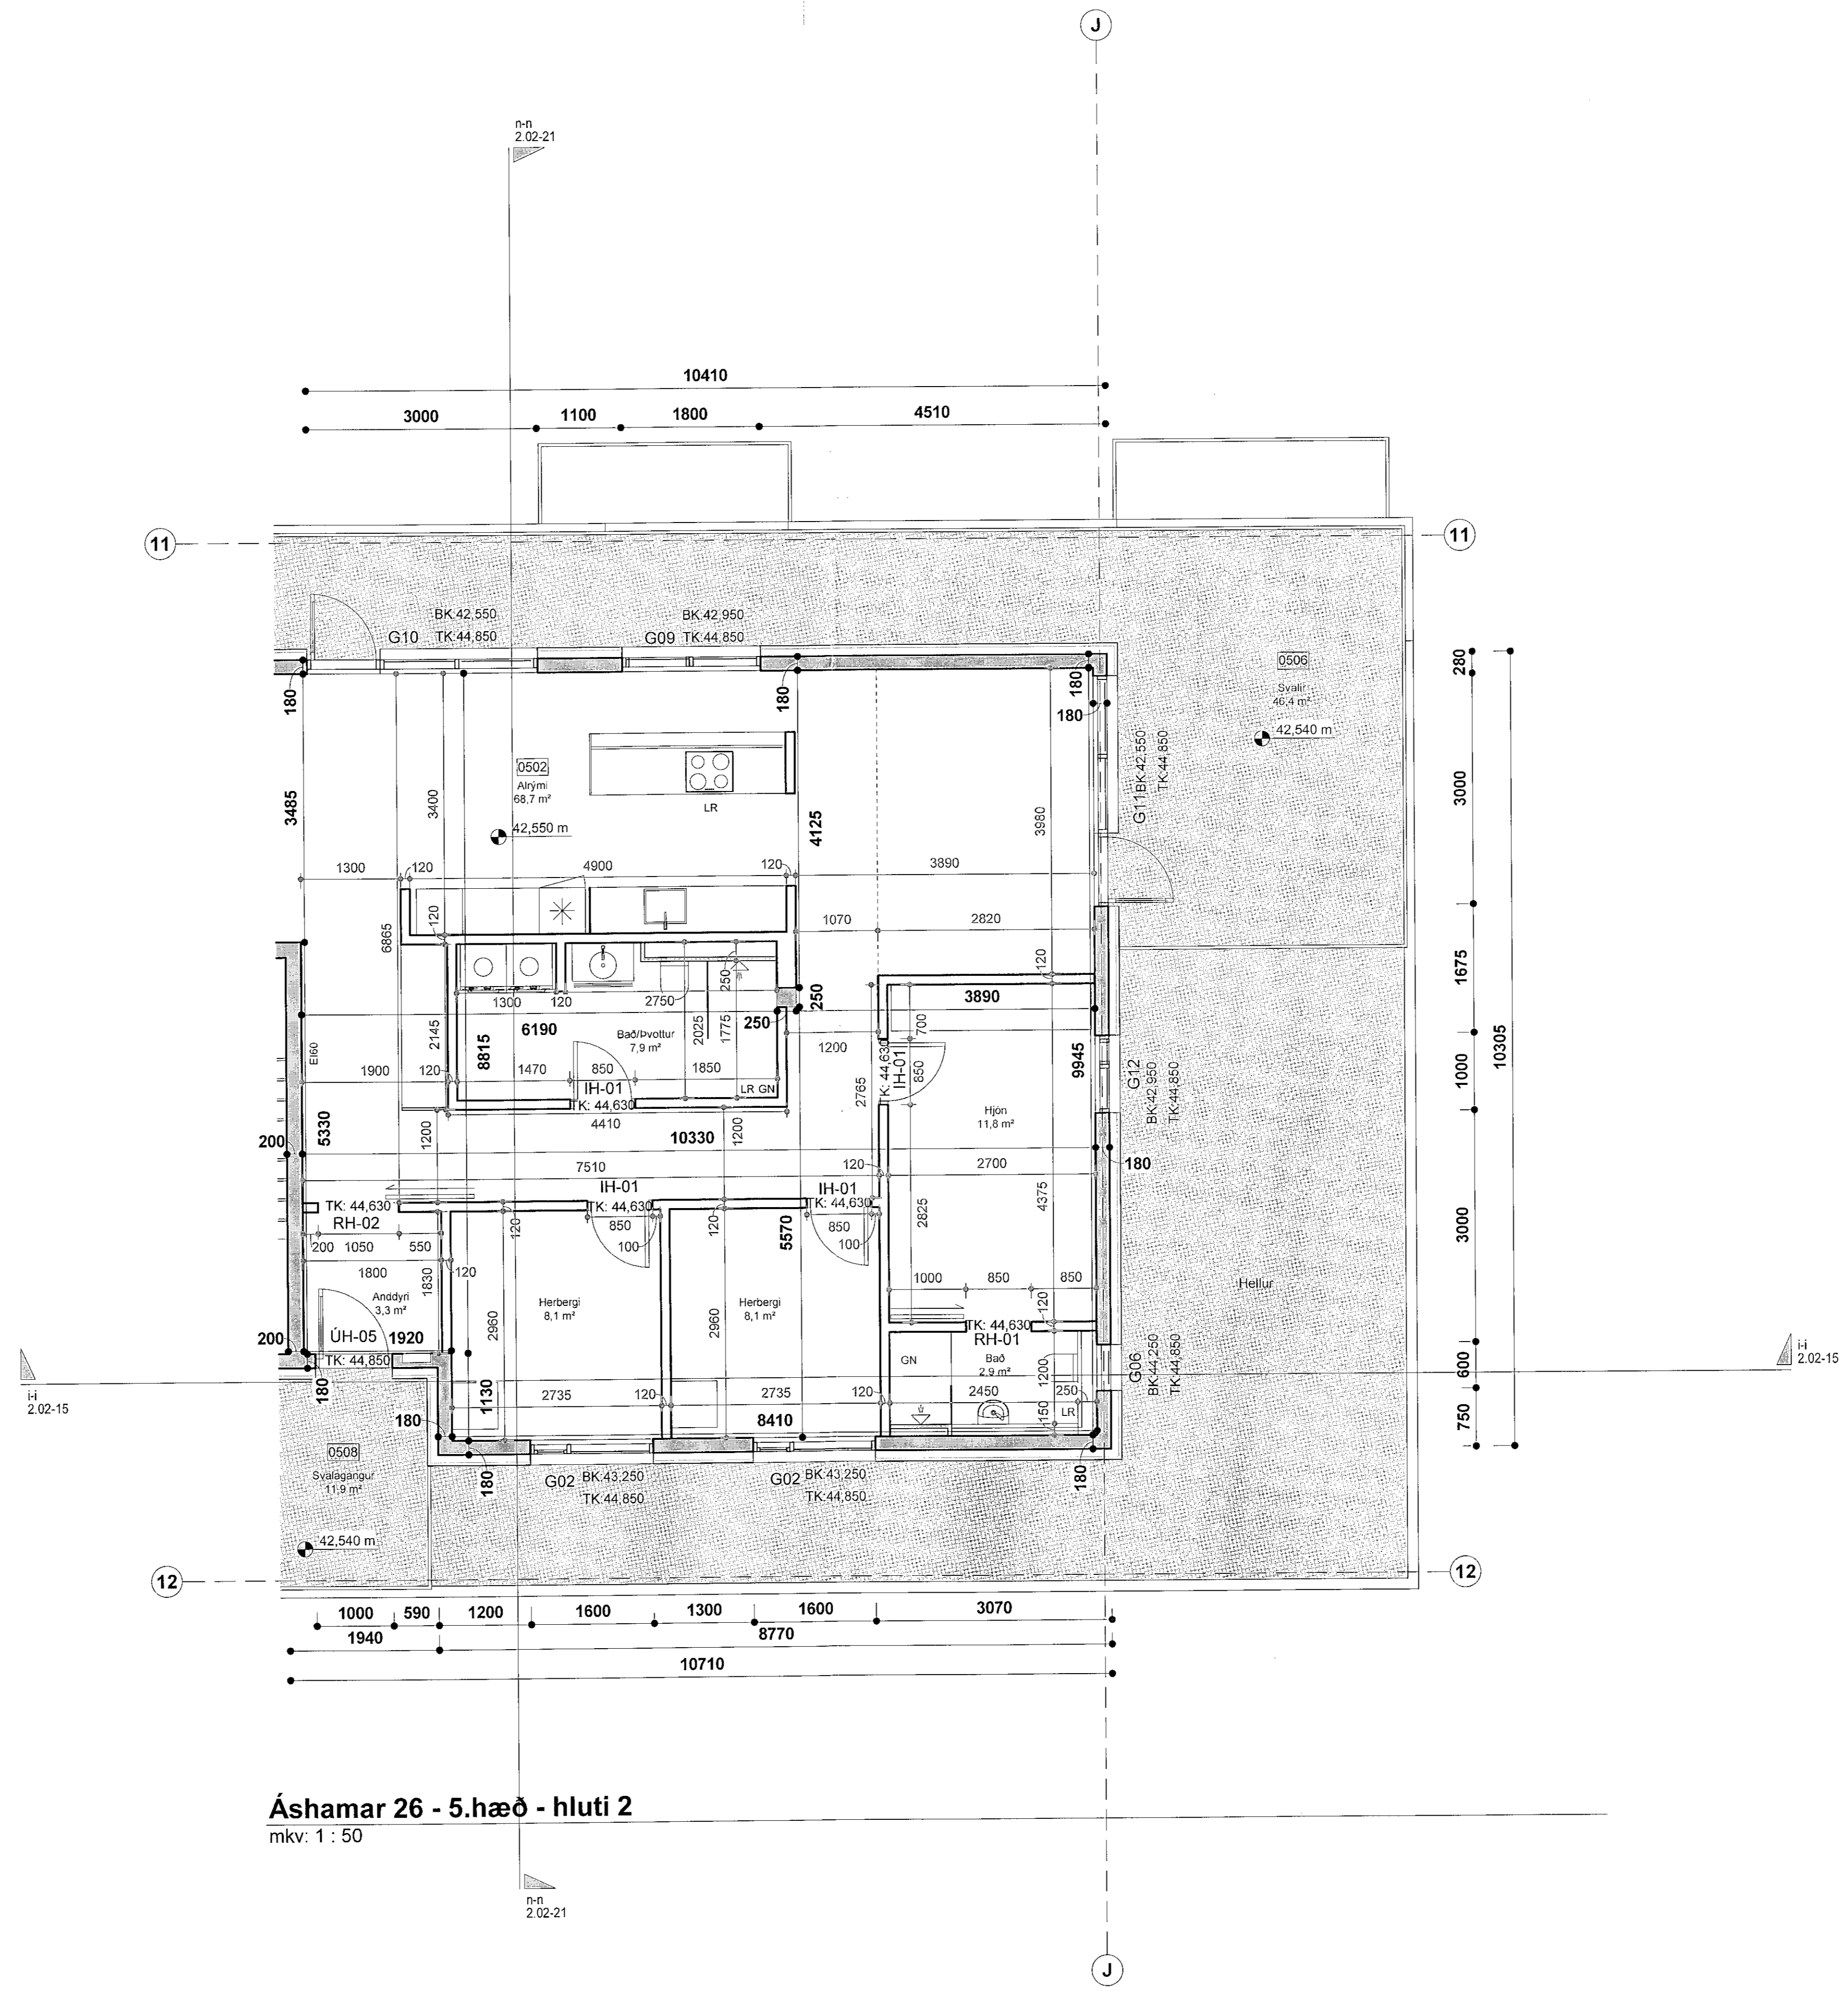 J
n-n
2.02-21
10410
3000
1100
1800
4510
11
11
BK:42,550
G10 TK:44,850
BK:42,950
G09 TK:44,850
180
180
180
180
0506
Svalir
46,4 m²
42,540 m
280
3000
1675
1000
3000
600
750
10305
G11 BK:42,550
TK:44,850
3485
3400
0502
Alrými
68,7 m²
42,550 m
LR
4125
3980
1300
120
4900
120
3890
6865
120
1070
2820
120
250
250
250
3890
1300
120
2750
6190
8815
2145
Bað/Þvottur
7,9 m²
2025
1775
1200
700
K: 44,630
IH-01
850
9945
G12
BK:42,950
TK:44,850
EI60
1900
120
1470
850
1850
IH-01
TK: 44,630
LR GN
4410
2765
Hjón
11,8 m²
5330
1200
200
10330
1200
180
7510
120
2700
IH-01
TK: 44,630
IH-01
TK: 44,630
TK: 44,630
RH-02
200
1050
550
120
850
100
120
5570
850
100
2825
4375
1800
1830
120
Anddyri
3,3 m²
2960
Herbergi
8,1 m²
2960
Herbergi
8,1 m²
1000
850
850
120
Hellur
200
ÚH-05
1920
TK: 44,850
TK: 44,630
RH-01
GN
Bað
2,9 m²
1200
G06
BK:44,250
TK:44,850
i-i
2.02-15
i-i
2.02-15
180
1130
2735
120
2735
120
2450
250
LR
150
180
8410
0508
Svalagangur
11,9 m²
180
G02 BK:43,250
TK:44,850
G02 BK:43,250
TK:44,850
180
42,540 m
12
12
1000
590
1200
1600
1300
1600
3070
1940
8770
10710
Áshamar 26 - 5.hæð - hluti 2
mkv: 1 : 50
n-n
2.02-21
J